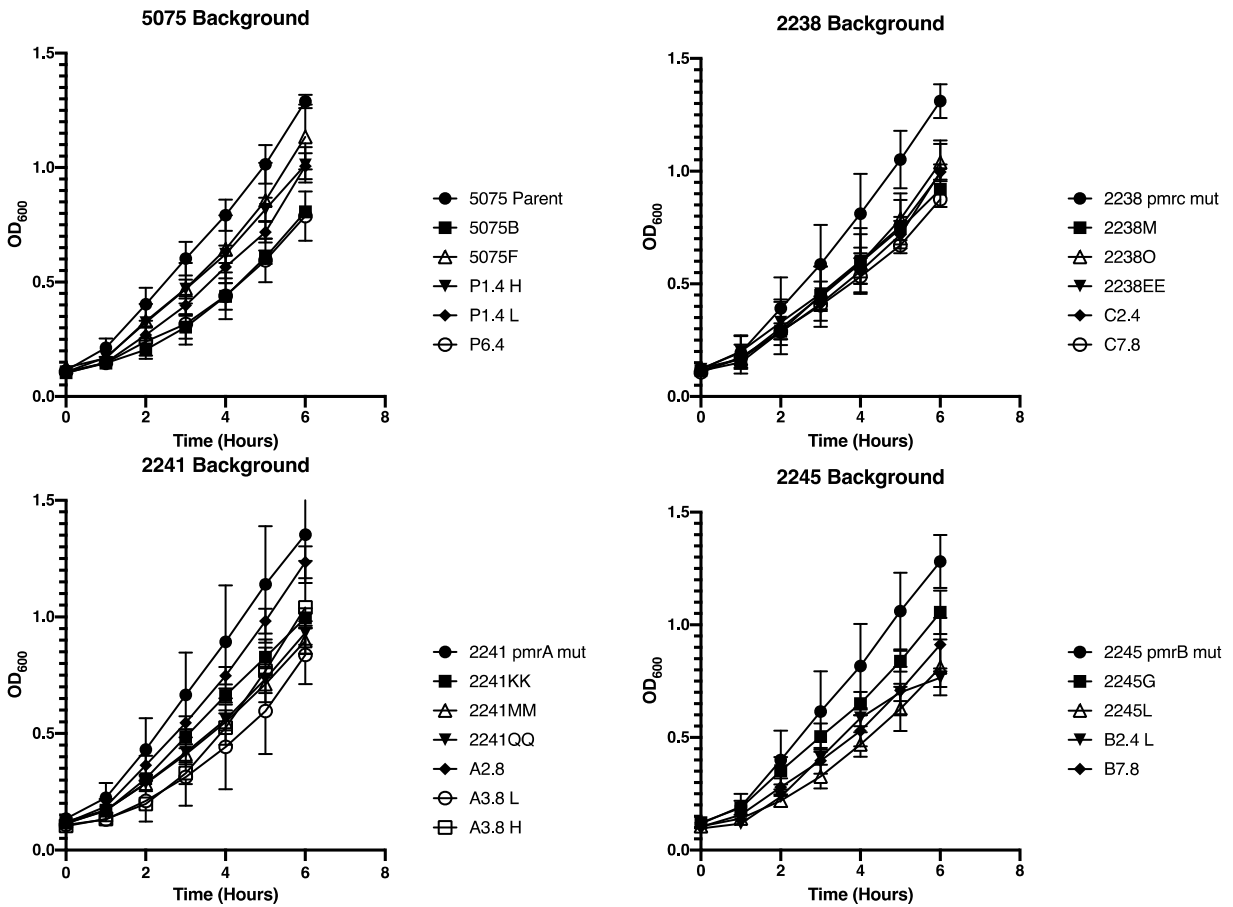 5075 Background
1.5
1.0
0.5
0.0
OD600
0 2 4 6 8
Time (Hours)
5075 Parent
5075B
5075F
P1.4 H
P1.4 L
P6.4
2238 Background
1.5
1.0
0.5
0.0
OD600
0 2 4 6 8
Time (Hours)
2238 pmrc mut
2238M
2238O
2238EE
C2.4
C7.8
2241 Background
1.5
1.0
0.5
0.0
OD600
0 2 4 6 8
Time (Hours)
2241 pmrA mut
2241KK
2241MM
2241QQ
A2.8
A3.8 L
A3.8 H
2245 Background
1.5
1.0
0.5
0.0
OD600
0 2 4 6 8
Time (Hours)
2245 pmrB mut
2245G
2245L
B2.4 L
B7.8